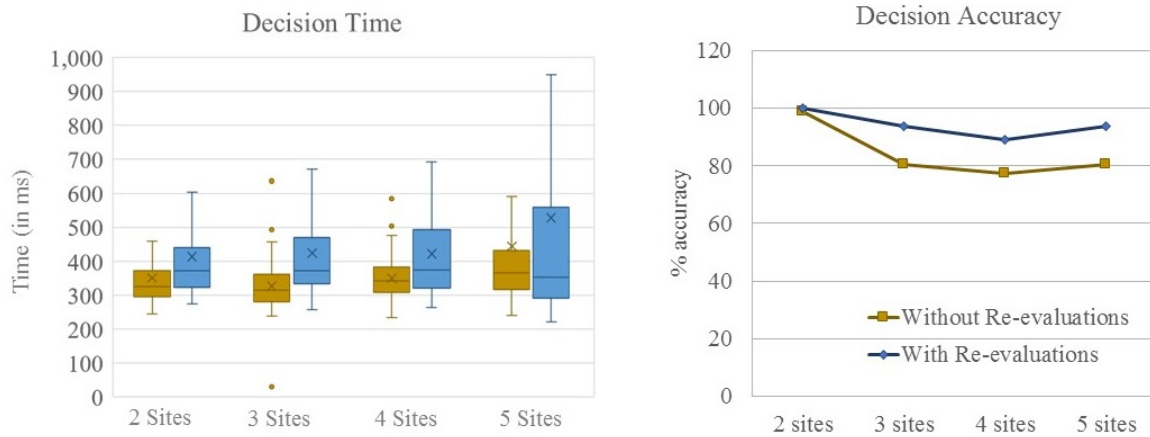 Decision Time
1,000
900
800
700
600
500
400
300
200
100
0
Time (in ms)
2 Sites
3 Sites
4 Sites
5 Sites
Decision Accuracy
120
100
80
60
40
20
0
% accuracy
Without Re-evaluations
With Re-evaluations
2 sites
3 sites
4 sites
5 sites